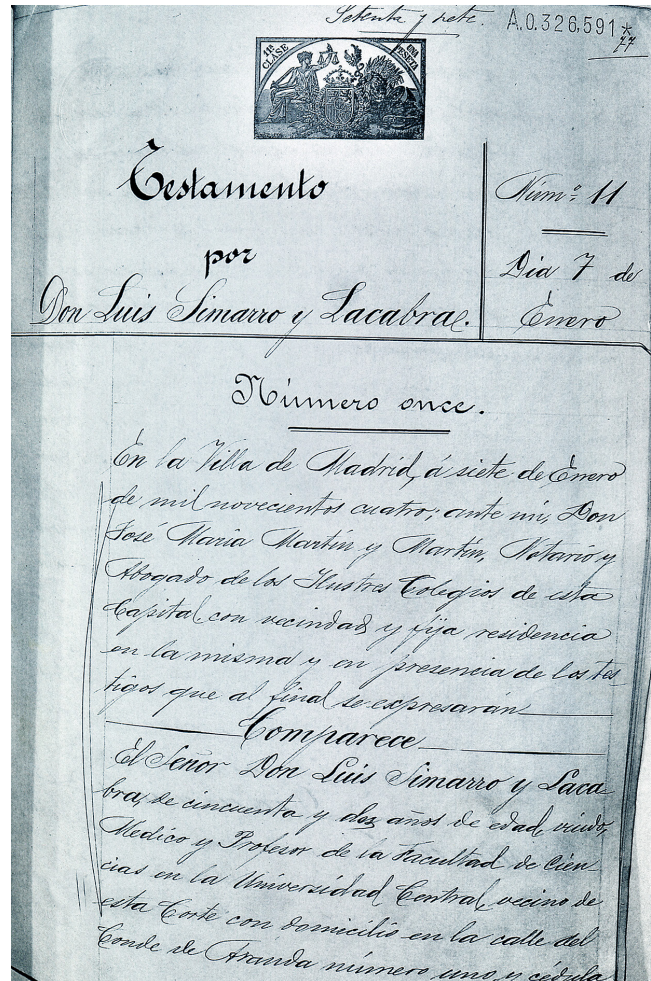 Setenta y siete.
A.0.326,591*
77
11ª
CLASE
UNA
PESETA
Testamento
por
Don Luis Simarro y Lacabra.
Núm.º 11
Dia 7 de
Enero
Número once.
En la Villa de Madrid, á siete de Enero
de mil novecientos cuatro; ante mi, Don
José Maria Martín y Martín, Notario y
Abogado de los Ilustres Colegios de esta
Capital con vecindad y fija residencia
en la misma y en presencia de los tes-
tigos que al final se expresarán
Comparece
El Señor Don Luis Simarro y Laca-
bra, de cincuenta y dos años de edad, viudo,
Medico y Profesor de la Facultad de Cien-
cias en la Universidad Central, vecino de
esta Corte con domicilio en la calle del
Conde de Aranda número uno y cédula